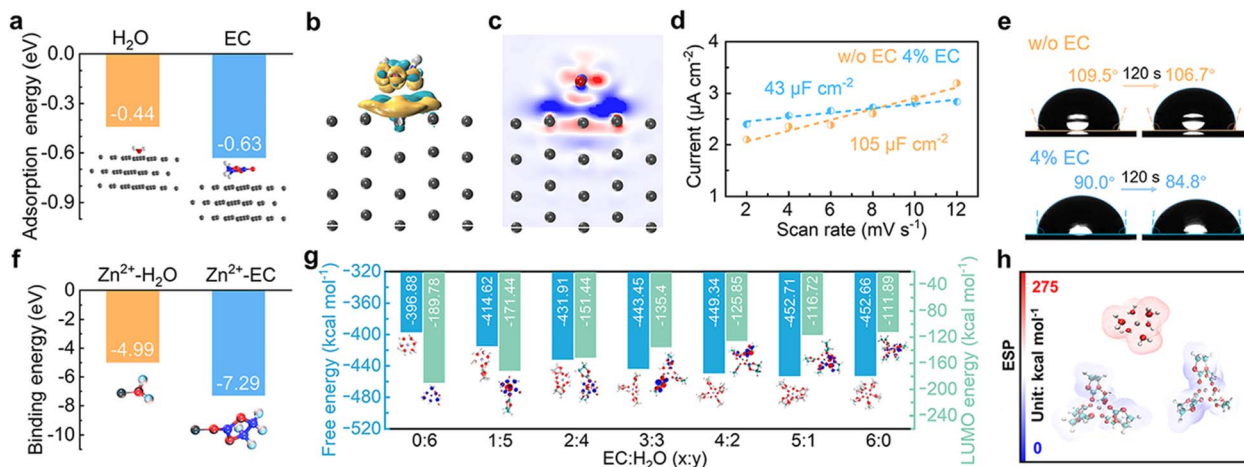 a
H₂O EC
Adsorption energy (eV)
0.0
-0.3
-0.6
-0.9
-0.44
-0.63
b
c
d
w/o EC 4% EC
43 μF cm⁻²
105 μF cm⁻²
Current (μA cm⁻²)
4
3
2
1
2 4 6 8 10 12
Scan rate (mV s⁻¹)
e
w/o EC
109.5° 120 s 106.7°
4% EC
90.0° 120 s 84.8°
f
Zn²⁺-H₂O Zn²⁺-EC
Binding energy (eV)
0
-2
-4
-6
-8
-10
-4.99
-7.29
g
Free energy (kcal mol⁻¹)
-320
-360
-400
-440
-480
-520
-396.88 -189.78 -414.62 -171.44 -431.91 -151.44 -443.45 -135.4 -449.34 -125.85 -452.71 -116.72 -452.66 -111.89
-40
-80
-120
-160
-200
-240
LUMO energy (kcal mol⁻¹)
0:6 1:5 2:4 3:3 4:2 5:1 6:0
EC:H₂O (x:y)
h
275
ESP
Unit: kcal mol⁻¹
0